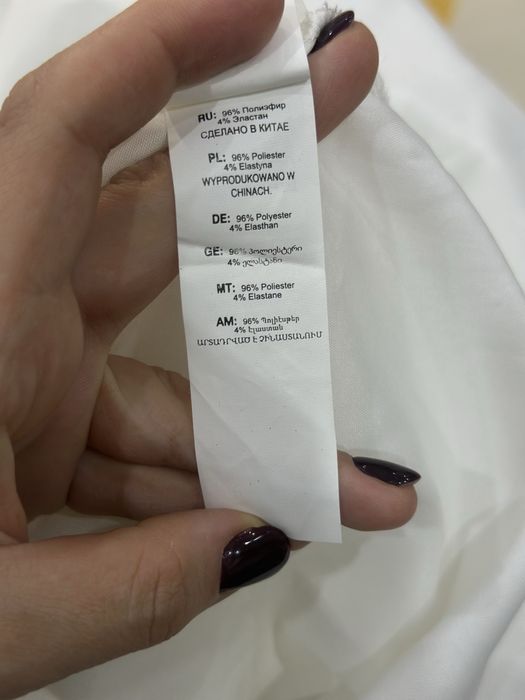 RU: 96% Полиэфир
4% Эластан
СДЕЛАНО В КИТАЕ
PL: 96% Poliester
4% Elastyna
WYPRODUKOWANO W
CHINACH.
DE: 96% Polyester
4% Elasthan
GE: 96% პოლიესტერი
4% ელასტანი
MT: 96% Poliester
4% Elastane
AM: 96% Պոլիէսթեր
4% Էլաստան
ԱՐՏԱԴՐՎԱԾ Է ՉԻՆԱՍՏԱՆՈՒՄ